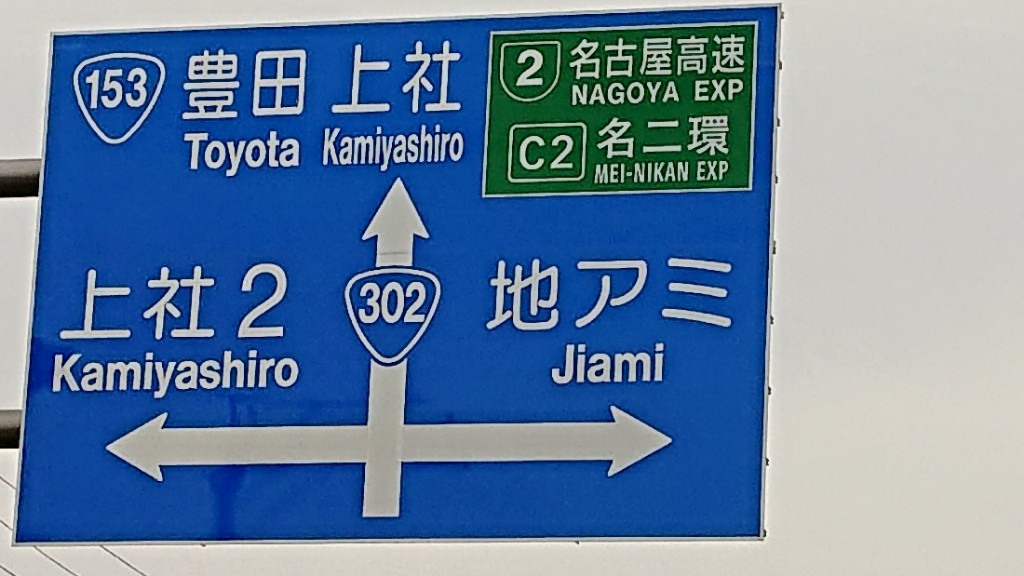 153 豊田 上社
Toyota Kamiyashiro
2 名古屋高速
NAGOYA EXP
C2 名二環
MEI-NIKAN EXP
上社2
Kamiyashiro
302
地アミ
Jiami